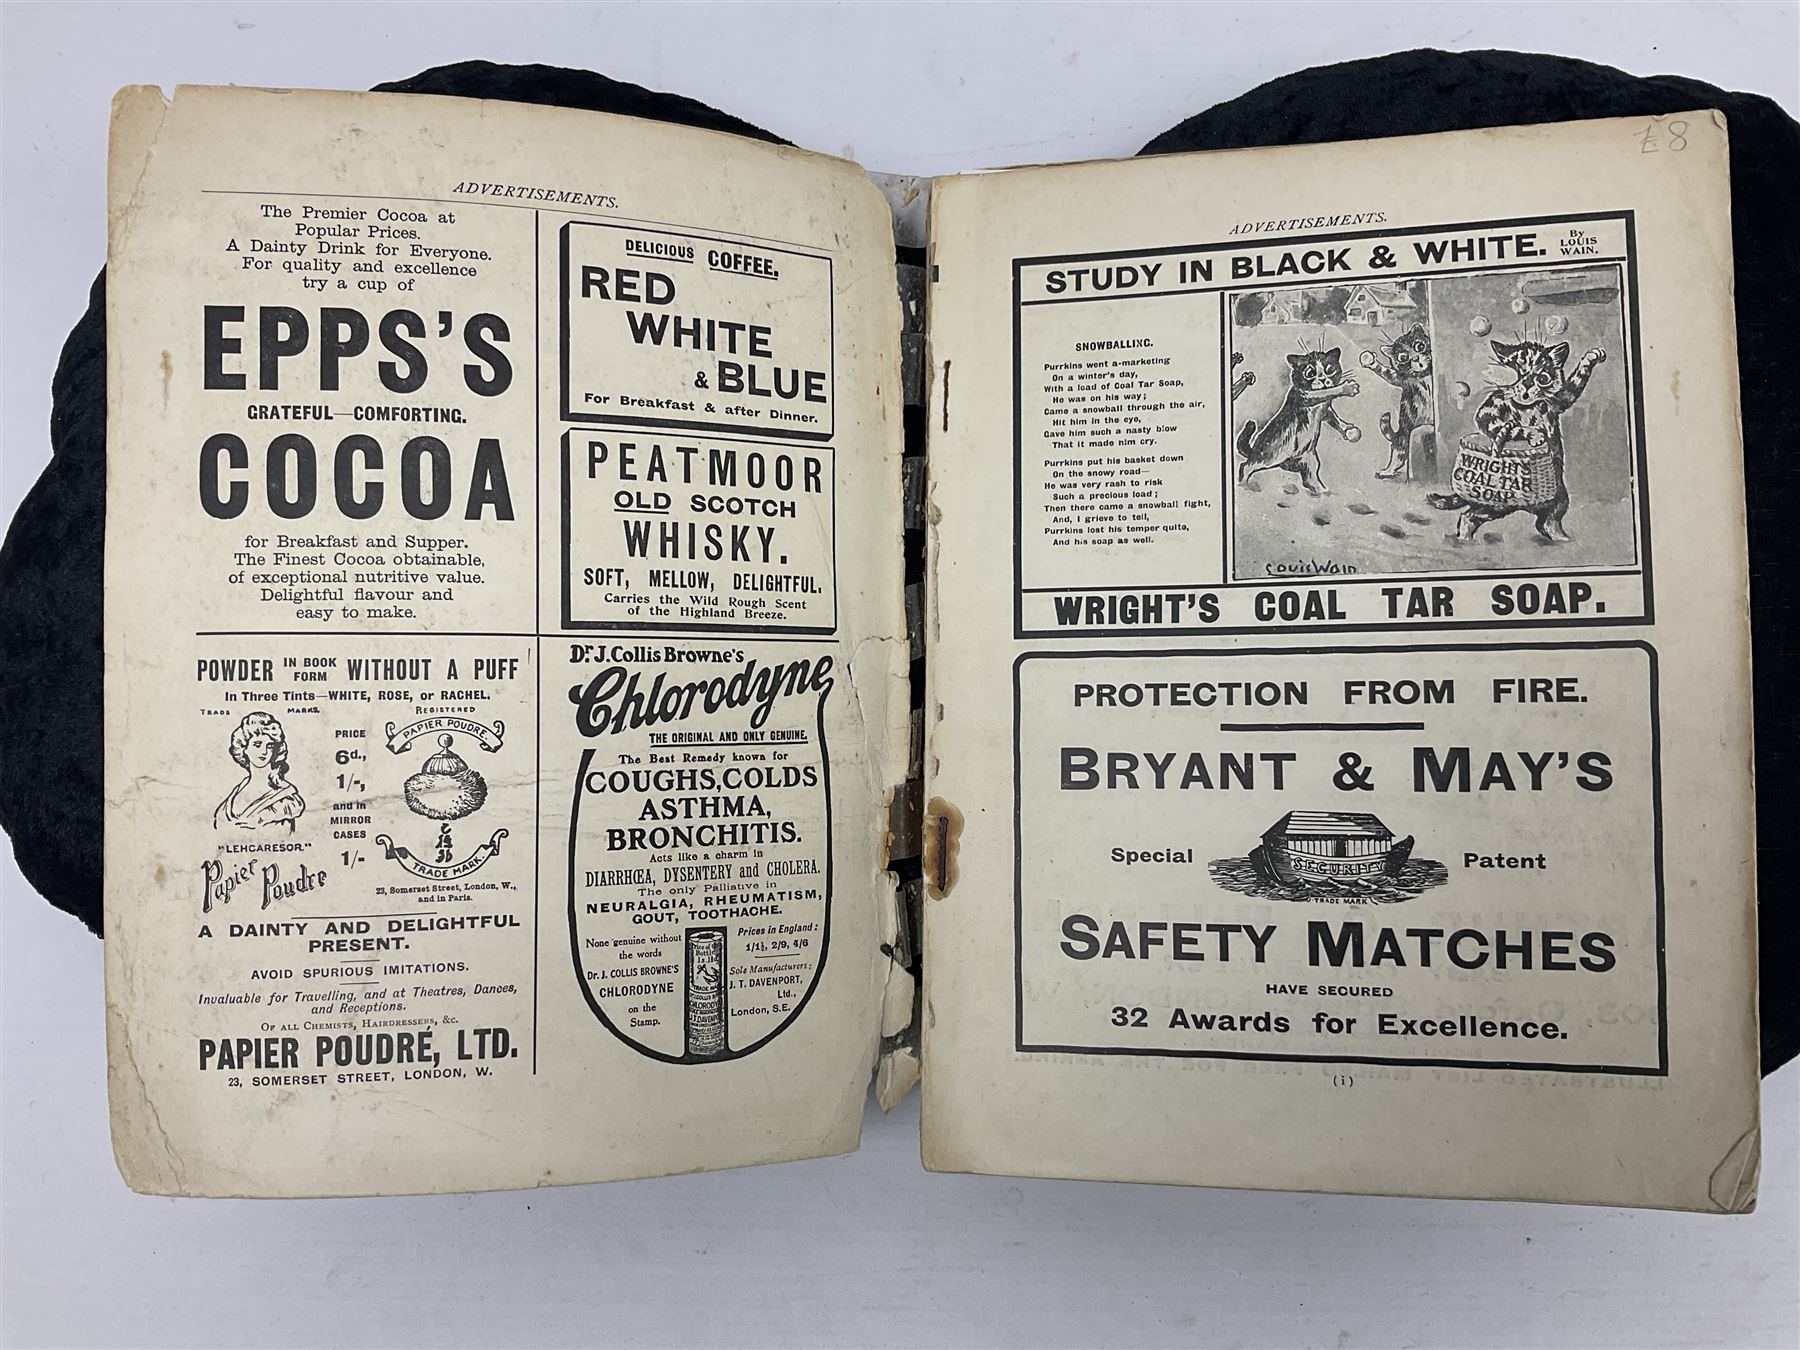 ADVERTISEMENTS.
The Premier Cocoa at
Popular Prices.
A Dainty Drink for Everyone.
For quality and excellence
try a cup of
EPPS'S
GRATEFUL—COMFORTING.
COCOA
for Breakfast and Supper.
The Finest Cocoa obtainable,
of exceptional nutritive value.
Delightful flavour and
easy to make.
DELICIOUS COFFEE.
RED
WHITE
& BLUE
For Breakfast & after Dinner.
PEATMOOR
OLD SCOTCH
WHISKY.
SOFT, MELLOW, DELIGHTFUL.
Carries the Wild Rough Scent
of the Highland Breeze.
POWDER IN BOOK FORM WITHOUT A PUFF
In Three Tints—WHITE, ROSE, or RACHEL.
TRADE MARKS.
REGISTERED
PAPIER POUDRE.
PRICE
6d.,
1/-,
and in
MIRROR
CASES
1/-
"LEHCARESOR."
Papier Poudre
TRADE MARK.
23, Somerset Street, London, W.,
and in Paris.
A DAINTY AND DELIGHTFUL
PRESENT.
AVOID SPURIOUS IMITATIONS.
Invaluable for Travelling, and at Theatres, Dances,
and Receptions.
OF ALL CHEMISTS, HAIRDRESSERS, &c.
PAPIER POUDRÉ, LTD.
23, SOMERSET STREET, LONDON, W.
Dr. J. Collis Browne's
Chlorodyne
THE ORIGINAL AND ONLY GENUINE.
The Best Remedy known for
COUGHS, COLDS
ASTHMA,
BRONCHITIS.
Acts like a charm in
DIARRHŒA, DYSENTERY and CHOLERA.
The only Palliative in
NEURALGIA, RHEUMATISM,
GOUT, TOOTHACHE.
None genuine without
the words
Dr. J. COLLIS BROWNE'S
CHLORODYNE
on the
Stamp.
Prices in England:
1/1½, 2/9, 4/6
Sole Manufacturers:
J. T. DAVENPORT,
Ltd.,
London, S.E.
£8
ADVERTISEMENTS.
STUDY IN BLACK & WHITE. By LOUIS WAIN.
SNOWBALLING.
Purrkins went a-marketing
On a winter's day,
With a load of Coal Tar Soap,
He was on his way;
Came a snowball through the air,
Hit him in the eye,
Gave him such a nasty blow
That it made him cry.
Purrkins put his basket down
On the snowy road—
He was very rash to risk
Such a precious load;
Then there came a snowball fight,
And, I grieve to tell,
Purrkins lost his temper quite,
And his soap as well.
WRIGHT'S
COAL TAR
SOAP
Louis Wain
WRIGHT'S COAL TAR SOAP.
PROTECTION FROM FIRE.
BRYANT & MAY'S
Special
SECURITY
Patent
TRADE MARK
SAFETY MATCHES
HAVE SECURED
32 Awards for Excellence.
(i)